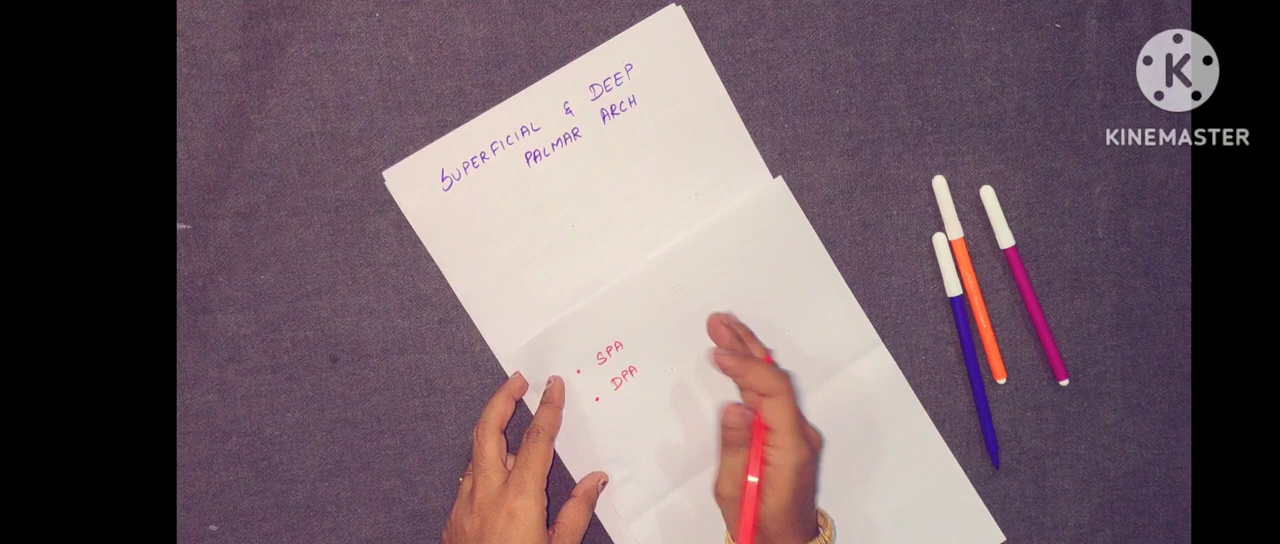 SUPERFICIAL & DEEP
PALMAR ARCH
• SPA
• DPA
K
KINEMASTER